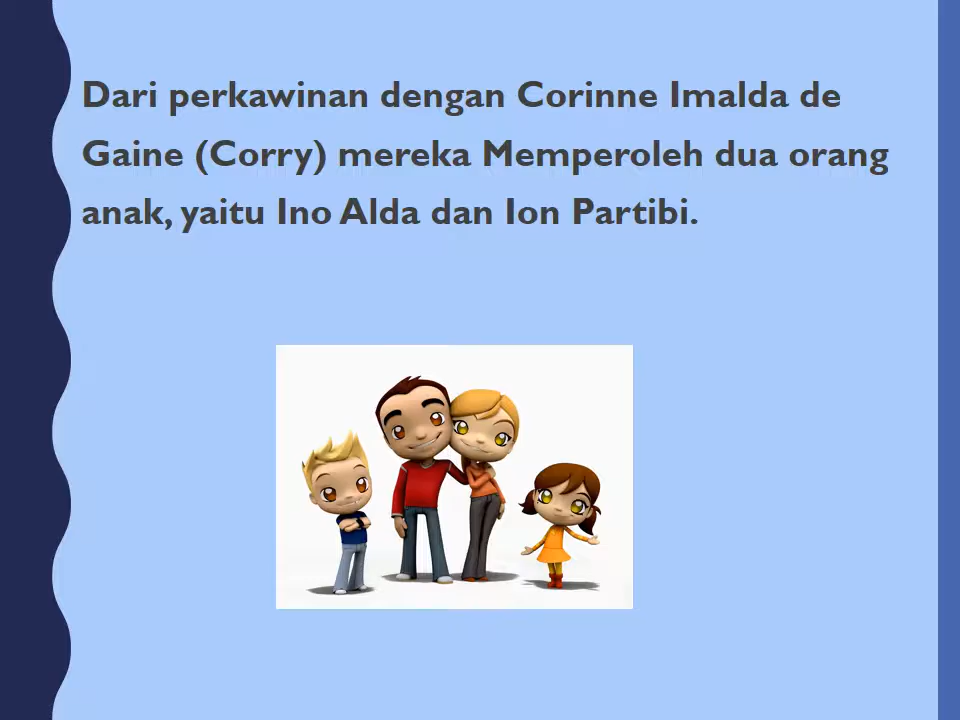 Dari perkawinan dengan Corinne Imalda de
Gaine (Corry) mereka Memperoleh dua orang
anak, yaitu Ino Alda dan Ion Partibi.